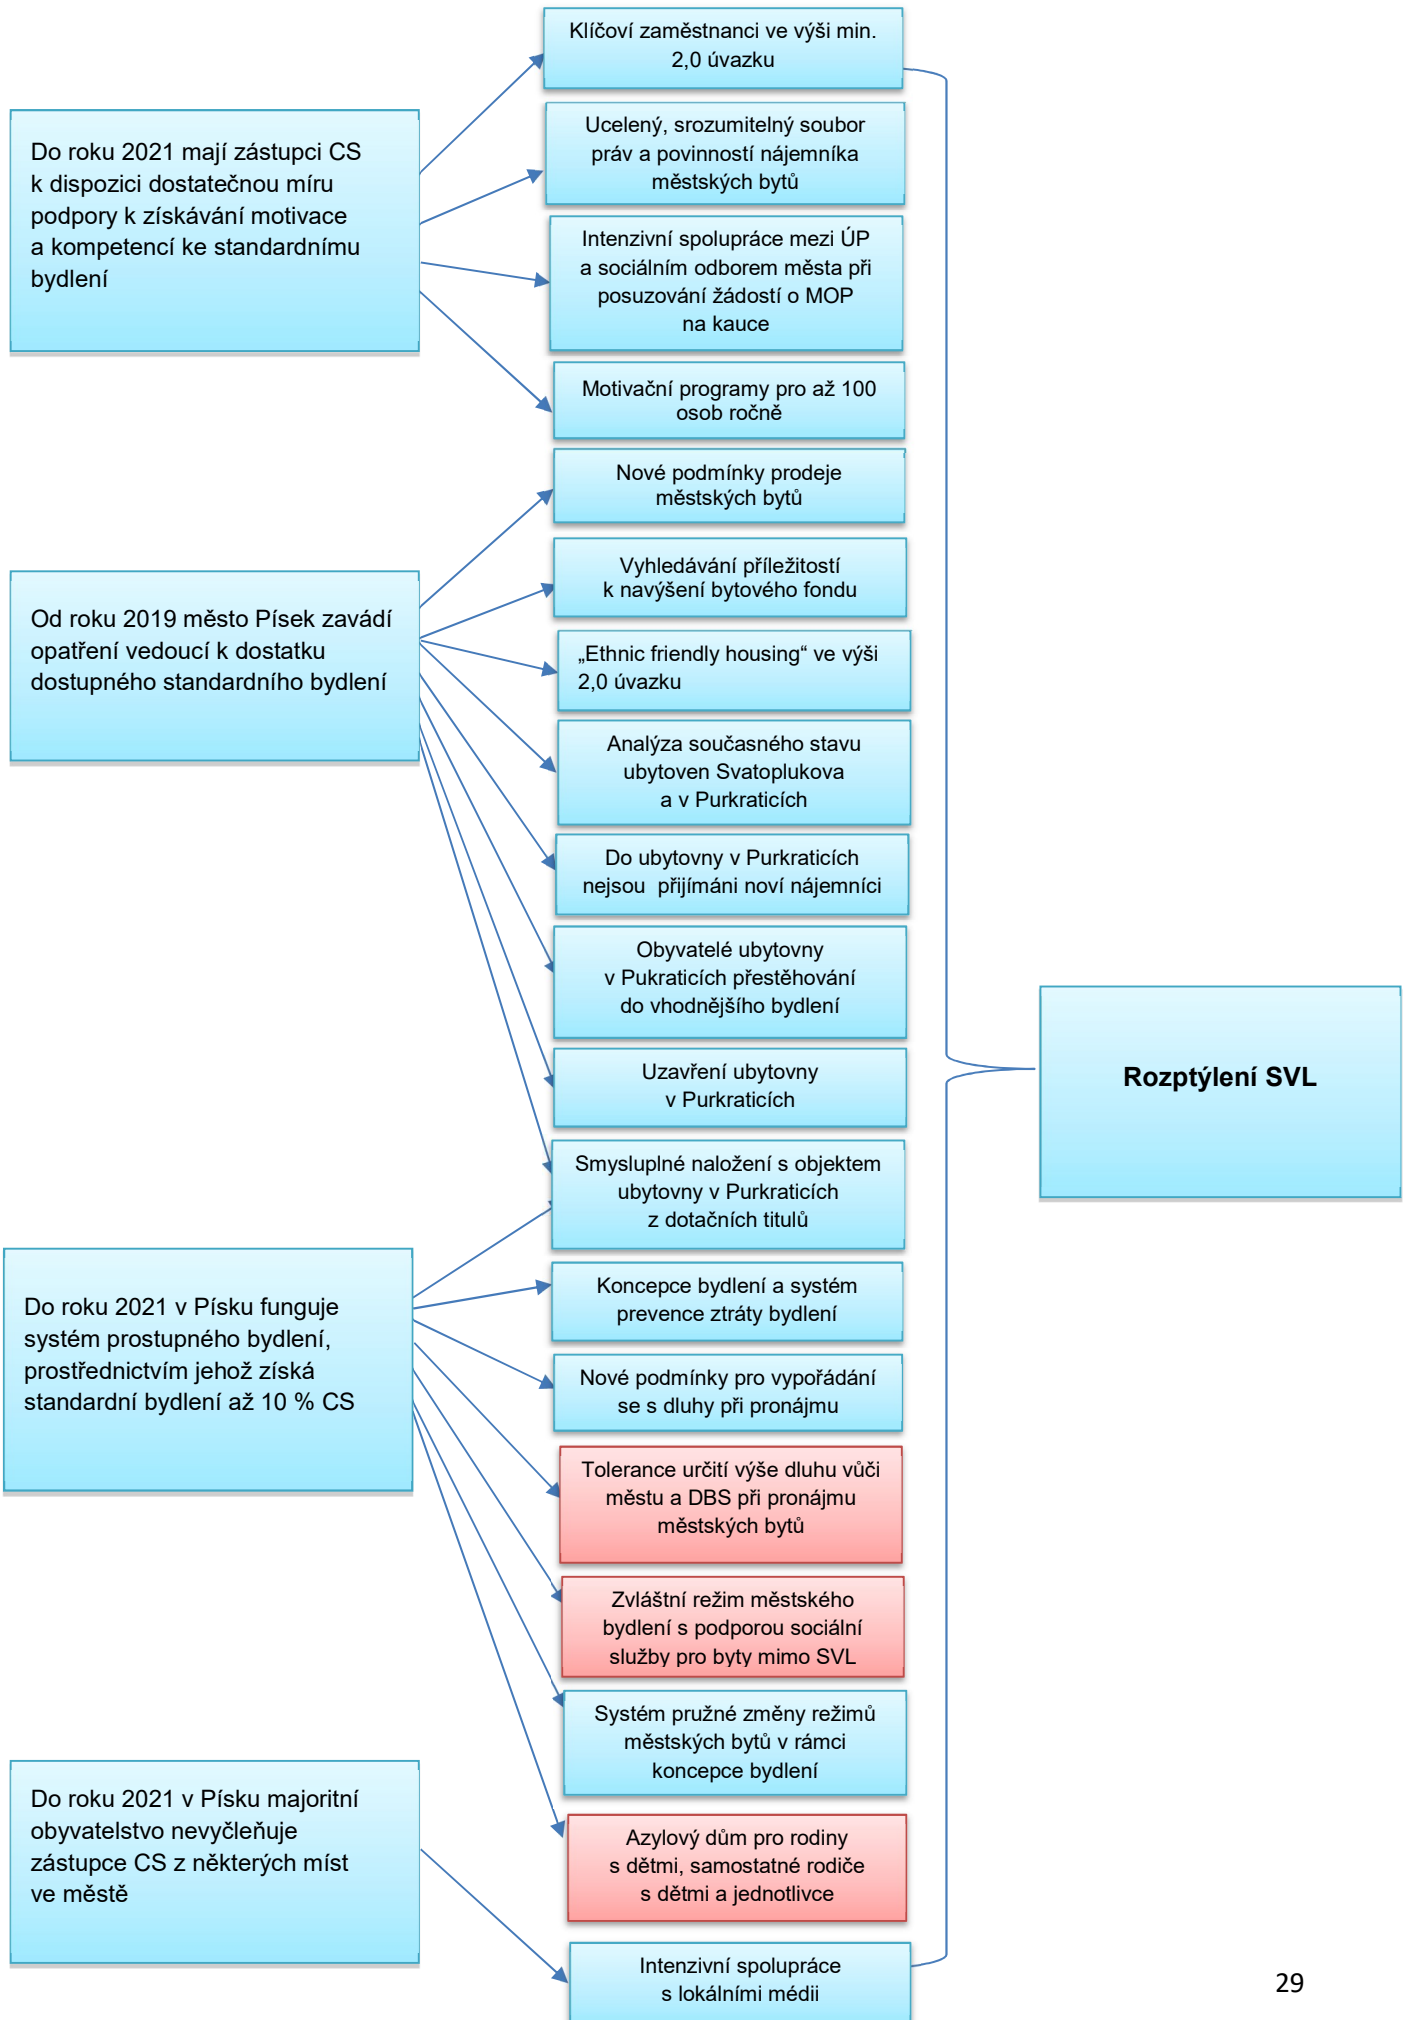 Klíčoví zaměstnanci ve výši min.
2,0 úvazku
Do roku 2021 mají zástupci CS
k dispozici dostatečnou míru
podpory k získávání motivace
a kompetencí ke standardnímu
bydlení
Ucelený, srozumitelný soubor
práv a povinností nájemníka
městských bytů
Intenzivní spolupráce mezi ÚP
a sociálním odborem města při
posuzování žádostí o MOP
na kauce
Motivační programy pro až 100
osob ročně
Nové podmínky prodeje
městských bytů
Od roku 2019 město Písek zavádí
opatření vedoucí k dostatku
dostupného standardního bydlení
Vyhledávání příležitostí
k navýšení bytového fondu
„Ethnic friendly housing“ ve výši
2,0 úvazku
Analýza současného stavu
ubytoven Svatoplukova
a v Purkraticích
Do ubytovny v Purkraticích
nejsou  přijímáni noví nájemníci
Obyvatelé ubytovny
v Pukraticích přestěhování
do vhodnějšího bydlení
Uzavření ubytovny
v Purkraticích
Rozptýlení SVL
Smysluplné naložení s objektem
ubytovny v Purkraticích
z dotačních titulů
Do roku 2021 v Písku funguje
systém prostupného bydlení,
prostřednictvím jehož získá
standardní bydlení až 10 % CS
Koncepce bydlení a systém
prevence ztráty bydlení
Nové podmínky pro vypořádání
se s dluhy při pronájmu
Tolerance určití výše dluhu vůči
městu a DBS při pronájmu
městských bytů
Zvláštní režim městského
bydlení s podporou sociální
služby pro byty mimo SVL
Systém pružné změny režimů
městských bytů v rámci
koncepce bydlení
Do roku 2021 v Písku majoritní
obyvatelstvo nevyčleňuje
zástupce CS z některých míst
ve městě
Azylový dům pro rodiny
s dětmi, samostatné rodiče
s dětmi a jednotlivce
Intenzivní spolupráce
s lokálními médii
29